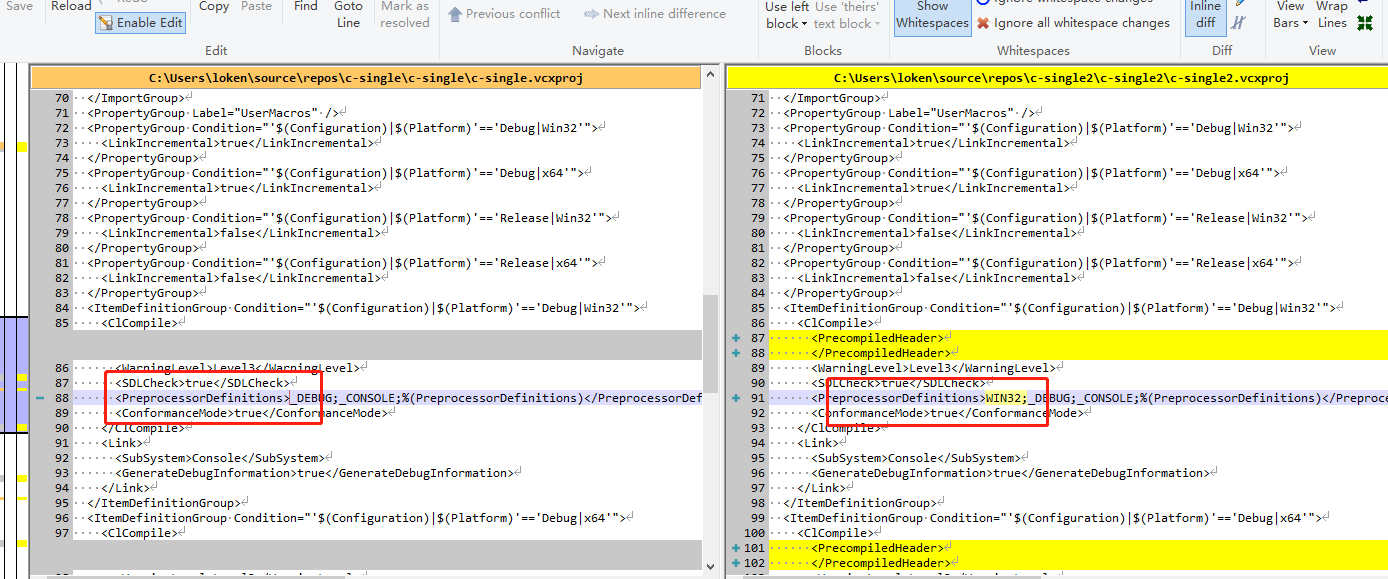 Save
Reload
Enable Edit
Copy
Paste
Find
Goto Line
Mark as resolved
Previous conflict
Next inline difference
Use left block
Use 'theirs' text block
Show Whitespaces
Ignore all whitespace changes
Inline diff
View Bars
Wrap Lines
Edit
Navigate
Blocks
Whitespaces
Diff
View
C:\Users\loken\source\repos\c-single\c-single\c-single.vcxproj
70 </ImportGroup>
71 <PropertyGroup Label="UserMacros" />
72 <PropertyGroup Condition="'$(Configuration)|$(Platform)'=='Debug|Win32'">
73 <LinkIncremental>true</LinkIncremental>
74 </PropertyGroup>
75 <PropertyGroup Condition="'$(Configuration)|$(Platform)'=='Debug|x64'">
76 <LinkIncremental>true</LinkIncremental>
77 </PropertyGroup>
78 <PropertyGroup Condition="'$(Configuration)|$(Platform)'=='Release|Win32'">
79 <LinkIncremental>false</LinkIncremental>
80 </PropertyGroup>
81 <PropertyGroup Condition="'$(Configuration)|$(Platform)'=='Release|x64'">
82 <LinkIncremental>false</LinkIncremental>
83 </PropertyGroup>
84 <ItemDefinitionGroup Condition="'$(Configuration)|$(Platform)'=='Debug|Win32'">
85 <ClCompile>
86 <WarningLevel>Level3</WarningLevel>
87 <SDLCheck>true</SDLCheck>
88 <PreprocessorDefinitions>_DEBUG;_CONSOLE;%(PreprocessorDefinitions)</PreprocessorDef
89 <ConformanceMode>true</ConformanceMode>
90 </ClCompile>
91 <Link>
92 <SubSystem>Console</SubSystem>
93 <GenerateDebugInformation>true</GenerateDebugInformation>
94 </Link>
95 </ItemDefinitionGroup>
96 <ItemDefinitionGroup Condition="'$(Configuration)|$(Platform)'=='Debug|x64'">
97 <ClCompile>
C:\Users\loken\source\repos\c-single2\c-single2\c-single2.vcxproj
71 </ImportGroup>
72 <PropertyGroup Label="UserMacros" />
73 <PropertyGroup Condition="'$(Configuration)|$(Platform)'=='Debug|Win32'">
74 <LinkIncremental>true</LinkIncremental>
75 </PropertyGroup>
76 <PropertyGroup Condition="'$(Configuration)|$(Platform)'=='Debug|x64'">
77 <LinkIncremental>true</LinkIncremental>
78 </PropertyGroup>
79 <PropertyGroup Condition="'$(Configuration)|$(Platform)'=='Release|Win32'">
80 <LinkIncremental>false</LinkIncremental>
81 </PropertyGroup>
82 <PropertyGroup Condition="'$(Configuration)|$(Platform)'=='Release|x64'">
83 <LinkIncremental>false</LinkIncremental>
84 </PropertyGroup>
85 <ItemDefinitionGroup Condition="'$(Configuration)|$(Platform)'=='Debug|Win32'">
86 <ClCompile>
87 <PrecompiledHeader>
88 </PrecompiledHeader>
89 <WarningLevel>Level3</WarningLevel>
90 <SDLCheck>true</SDLCheck>
91 <PreprocessorDefinitions>WIN32;_DEBUG;_CONSOLE;%(PreprocessorDefinitions)</Preproce
92 <ConformanceMode>true</ConformanceMode>
93 </ClCompile>
94 <Link>
95 <SubSystem>Console</SubSystem>
96 <GenerateDebugInformation>true</GenerateDebugInformation>
97 </Link>
98 </ItemDefinitionGroup>
99 <ItemDefinitionGroup Condition="'$(Configuration)|$(Platform)'=='Debug|x64'">
100 <ClCompile>
101 <PrecompiledHeader>
102 </PrecompiledHeader>